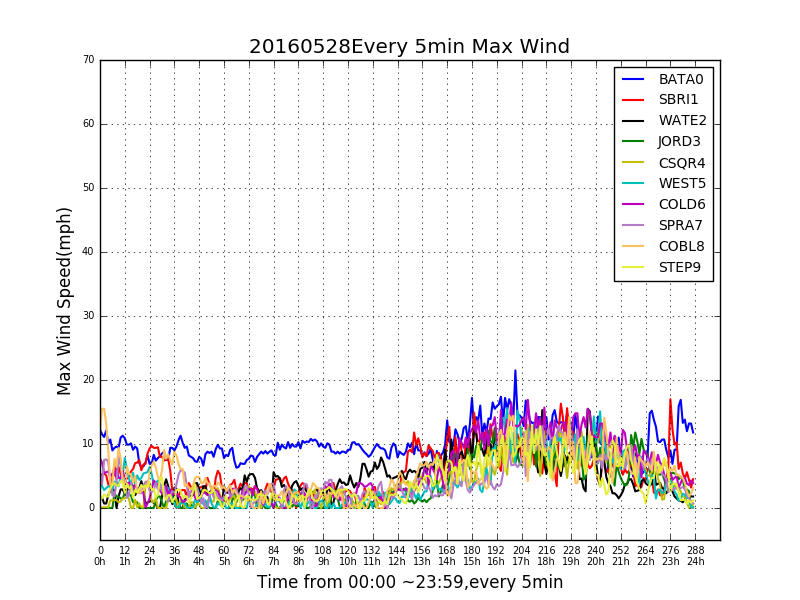 20160528Every 5min Max Wind
70
60
50
40
30
20
10
0
Max Wind Speed(mph)
BATA0
SBRI1
WATE2
JORD3
CSQR4
WEST5
COLD6
SPRA7
COBL8
STEP9
0 12 24 36 48 60 72 84 96 108 120 132 144 156 168 180 192 204 216 228 240 252 264 276 288
0h 1h 2h 3h 4h 5h 6h 7h 8h 9h 10h 11h 12h 13h 14h 15h 16h 17h 18h 19h 20h 21h 22h 23h 24h
Time from 00:00 ~23:59,every 5min